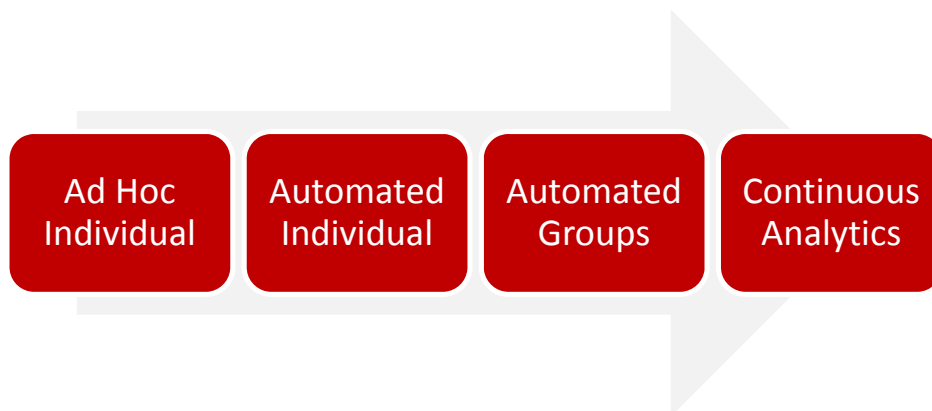 Ad Hoc
Individual
Automated
Individual
Automated
Groups
Continuous
Analytics